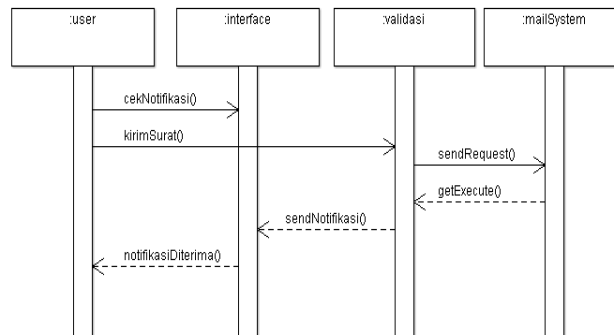 :user
:interface
:validasi
:mailSystem
cekNotifikasi()
kirimSurat()
sendRequest()
getExecute()
sendNotifikasi()
notifikasiDiterima()